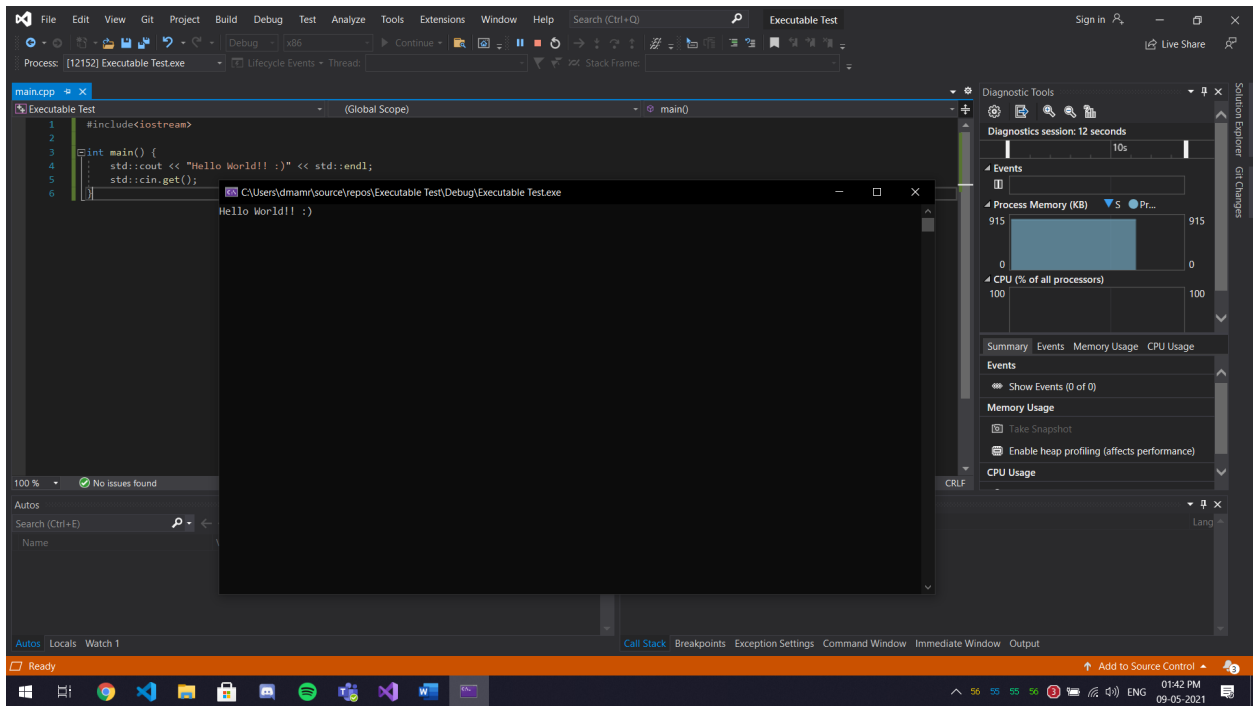 File Edit View Git Project Build Debug Test Analyze Tools Extensions Window Help Search (Ctrl+Q) Executable Test Sign in
Debug x86 Continue Live Share
Process: [12152] Executable Test.exe Lifecycle Events Thread: Stack Frame:
main.cpp
Executable Test (Global Scope) main()
1 #include<iostream>
2
3 int main() {
4 std::cout << "Hello World!! :)" << std::endl;
5 std::cin.get();
6 }
C:\Users\dmamr\source\repos\Executable Test\Debug\Executable Test.exe
Hello World!! :)
100 % No issues found CRLF
Diagnostic Tools
Diagnostics session: 12 seconds
10s
Events
Process Memory (KB) S Pr...
915 915
0 0
CPU (% of all processors)
100 100
Summary Events Memory Usage CPU Usage
Events
Show Events (0 of 0)
Memory Usage
Take Snapshot
Enable heap profiling (affects performance)
CPU Usage
Solution Explorer
Git Changes
Autos
Search (Ctrl+E)
Name
Lang
Autos Locals Watch 1
Call Stack Breakpoints Exception Settings Command Window Immediate Window Output
Ready Add to Source Control 3
56 55 55 56 3 ENG 01:42 PM
09-05-2021